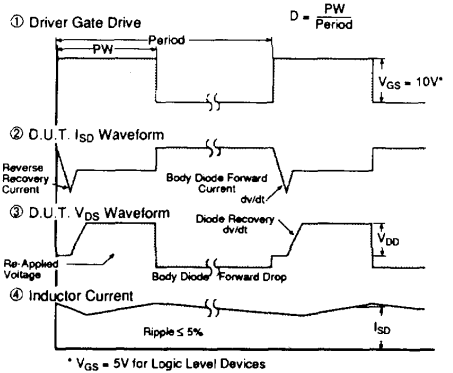 ① Driver Gate Drive
D = PW
Period
Period
PW
VGS = 10V*
② D.U.T. ISD Waveform
Reverse
Recovery
Current
Body Diode Forward
Current
dv/dt
③ D.U.T. VDS Waveform
Diode Recovery
dv/dt
VDD
Re-Applied
Voltage
Body Diode Forward Drop
④ Inductor Current
Ripple ≤ 5%
ISD
* VGS = 5V for Logic Level Devices